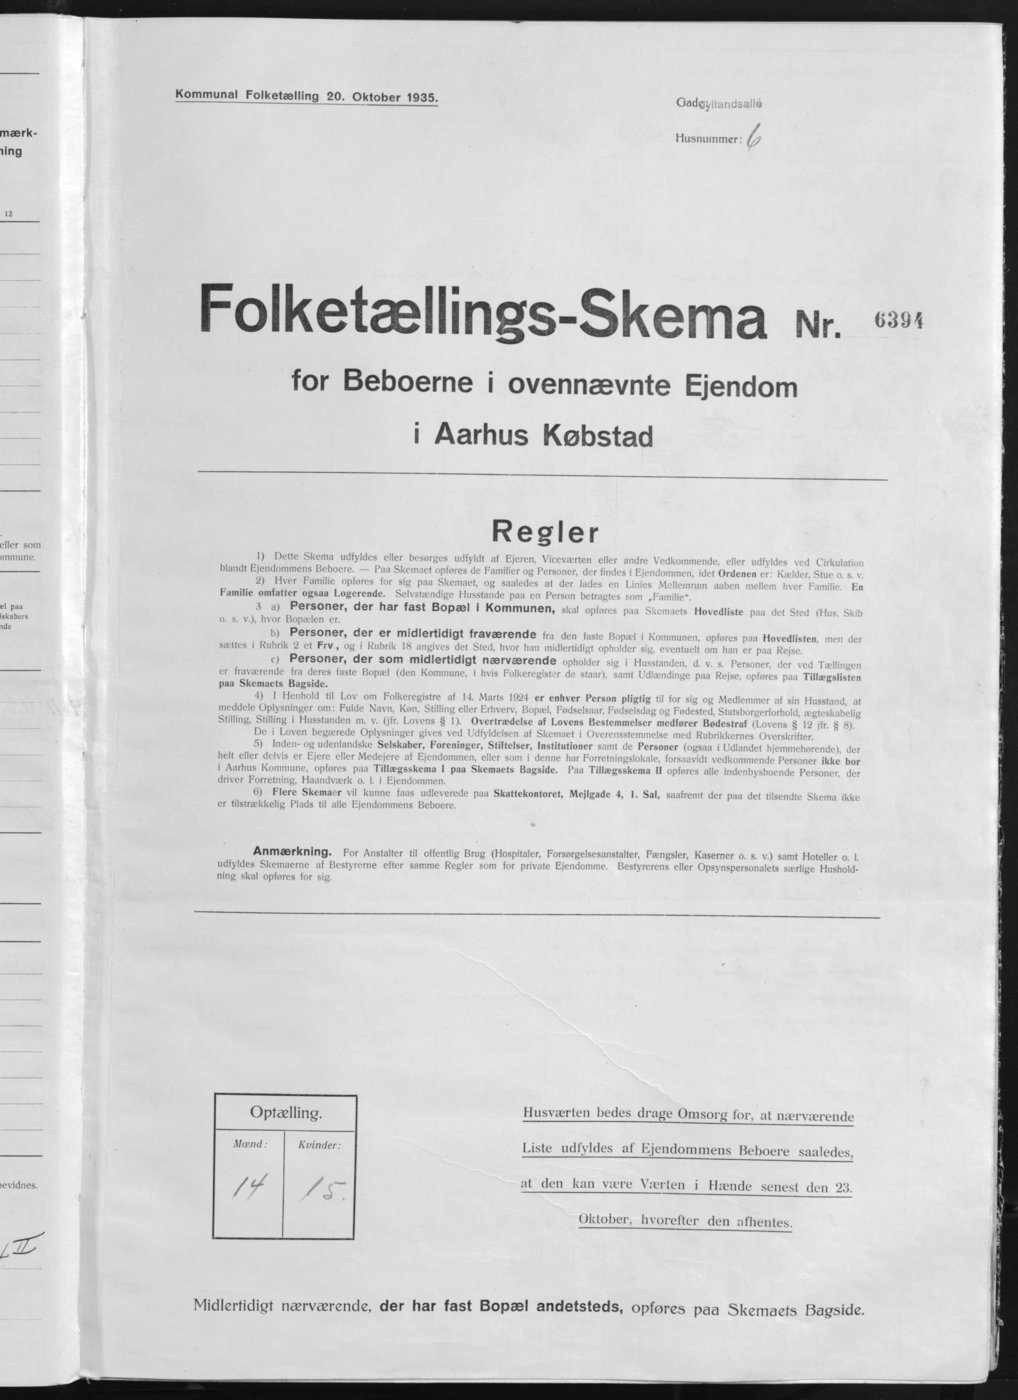 mærk-
ning
12
eller som
ommune.
el paa
lskabers
nde
bevidnes.
II
Kommunal Folketælling 20. Oktober 1935.
Jyllandsallé
Husnummer: 6
Folketællings-Skema Nr. 6394
for Beboerne i ovennævnte Ejendom
i Aarhus Købstad
Regler
1) Dette Skema udfyldes eller besørges udfyldt af Ejeren, Viceværten eller andre Vedkommende, eller udfyldes ved Cirkulation
blandt Ejendommens Beboere. — Paa Skemaet opføres de Familier og Personer, der findes i Ejendommen, idet Ordenen er: Kælder, Stue o. s. v.
2) Hver Familie opføres for sig paa Skemaet, og saaledes at der lades en Linies Mellemrum aaben mellem hver Familie. En
Familie omfatter ogsaa Logerende. Selvstændige Husstande paa en Person betragtes som „Familie".
3 a) Personer, der har fast Bopæl i Kommunen, skal opføres paa Skemaets Hovedliste paa det Sted (Hus, Skib
o. s. v.), hvor Bopælen er.
b) Personer, der er midlertidigt fraværende fra den faste Bopæl i Kommunen, opføres paa Hovedlisten, men der
sættes i Rubrik 2 et Frv, og i Rubrik 18 angives det Sted, hvor han midlertidigt opholder sig, eventuelt om han er paa Rejse.
c) Personer, der som midlertidigt nærværende opholder sig i Husstanden, d. v. s. Personer, der ved Tællingen
er fraværende fra deres faste Bopæl (den Kommune, i hvis Folkeregister de staar), samt Udlændinge paa Rejse, opføres paa Tillægslisten
paa Skemaets Bagside.
4) I Henhold til Lov om Folkeregistre af 14. Marts 1924 er enhver Person pligtig til for sig og Medlemmer af sin Husstand, at
meddele Oplysninger om: Fulde Navn, Køn, Stilling eller Erhverv, Bopæl, Fødselsaar, Fødselsdag og Fødested, Statsborgerforhold, ægteskabelig
Stilling, Stilling i Husstanden m. v. (jfr. Lovens § 1). Overtrædelse af Lovens Bestemmelser medfører Bødestraf (Lovens § 12 jfr. § 8).
De i Loven begærede Oplysninger gives ved Udfyldelsen af Skemaet i Overensstemmelse med Rubrikkernes Overskrifter.
5) Inden- og udenlandske Selskaber, Foreninger, Stiftelser, Institutioner samt de Personer (ogsaa i Udlandet hjemmehørende), der
helt eller delvis er Ejere eller Medejere af Ejendommen, eller som i denne har Forretningslokale, forsaavidt vedkommende Personer ikke bor
i Aarhus Kommune, opføres paa Tillægsskema I paa Skemaets Bagside. Paa Tillægsskema II opføres alle indenbysboende Personer, der
driver Forretning, Haandværk o. l. i Ejendommen.
6) Flere Skemaer vil kunne faas udleverede paa Skattekontoret, Mejlgade 4, 1. Sal, saafremt der paa det tilsendte Skema ikke
er tilstrækkelig Plads til alle Ejendommens Beboere.
Anmærkning. For Anstalter til offentlig Brug (Hospitaler, Forsørgelsesanstalter, Fængsler, Kaserner o. s. v.) samt Hoteller o. l.
udfyldes Skemaerne af Bestyrerne efter samme Regler som for private Ejendomme. Bestyrerens eller Opsynspersonalets særlige Hushold-
ning skal opføres for sig.
Optælling.
Mænd: Kvinder:
14 15.
Husværten bedes drage Omsorg for, at nærværende
Liste udfyldes af Ejendommens Beboere saaledes,
at den kan være Værten i Hænde senest den 23.
Oktober, hvorefter den afhentes.
Midlertidigt nærværende, der har fast Bopæl andetsteds, opføres paa Skemaets Bagside.